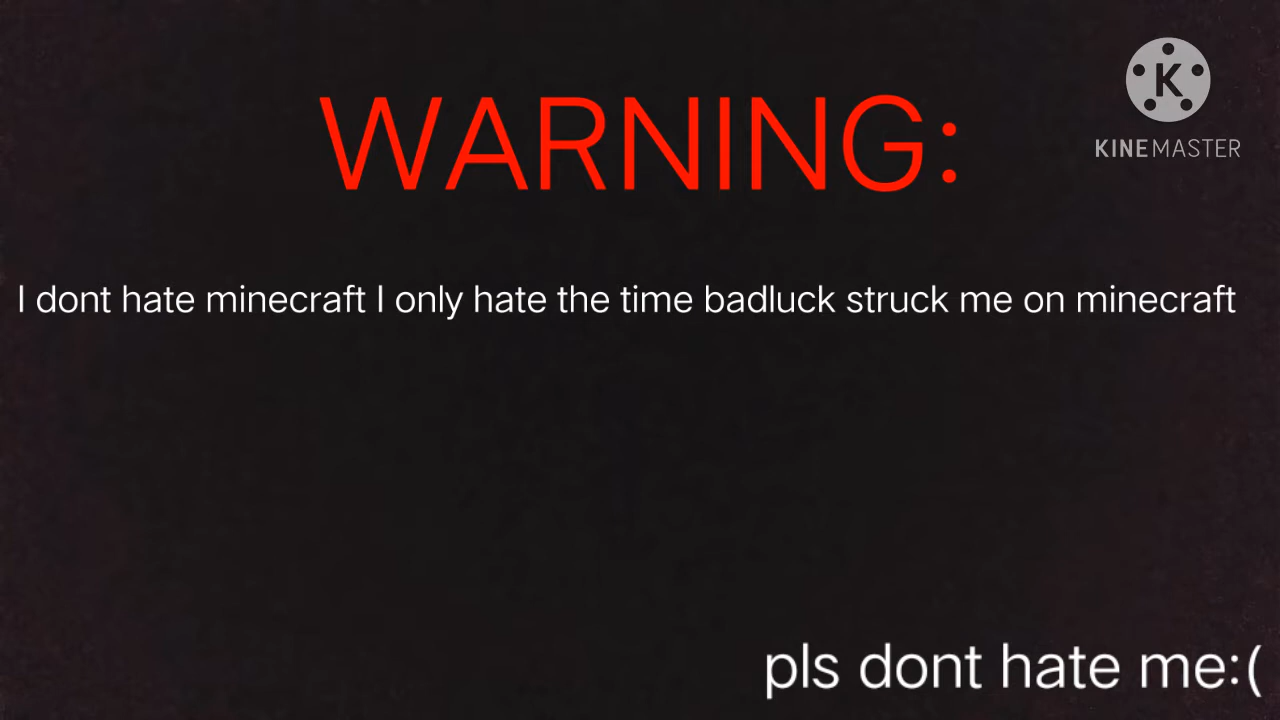 K
KINEMASTER
WARNING:
I dont hate minecraft I only hate the time badluck struck me on minecraft
pls dont hate me:(